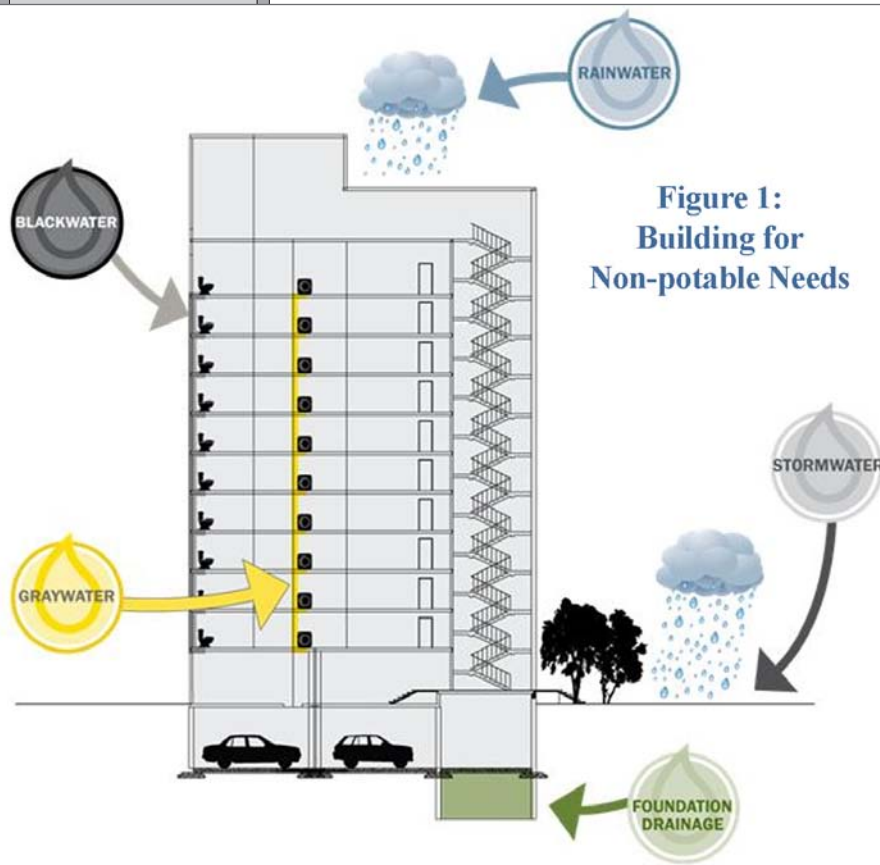 RAINWATER
BLACKWATER
Figure 1:
Building for
Non-potable Needs
STORMWATER
GRAYWATER
FOUNDATION
DRAINAGE